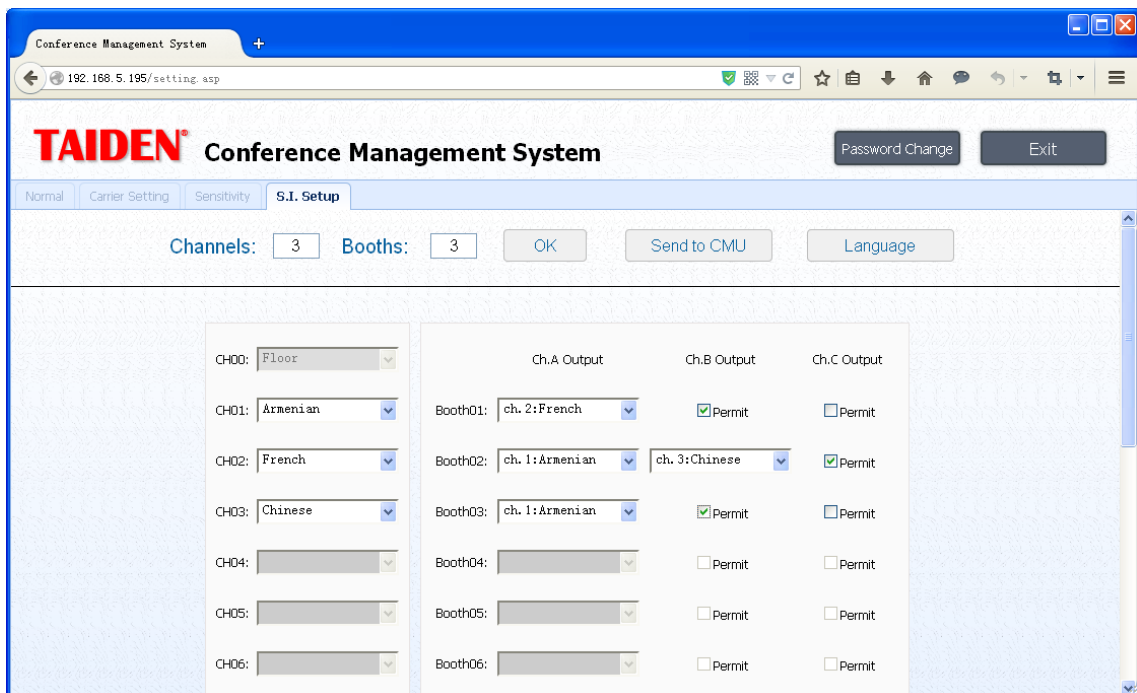 Conference Management System +
192.168.5.195/setting.asp
TAIDEN® Conference Management System
Password Change
Exit
Normal
Carrier Setting
Sensitivity
S.I. Setup
Channels: 3 Booths: 3 OK Send to CMU Language
CH00: Floor Ch.A Output Ch.B Output Ch.C Output
CH01: Armenian Booth01: ch.2:French Permit Permit
CH02: French Booth02: ch.1:Armenian ch.3:Chinese Permit
CH03: Chinese Booth03: ch.1:Armenian Permit Permit
CH04: Booth04: Permit Permit
CH05: Booth05: Permit Permit
CH06: Booth06: Permit Permit